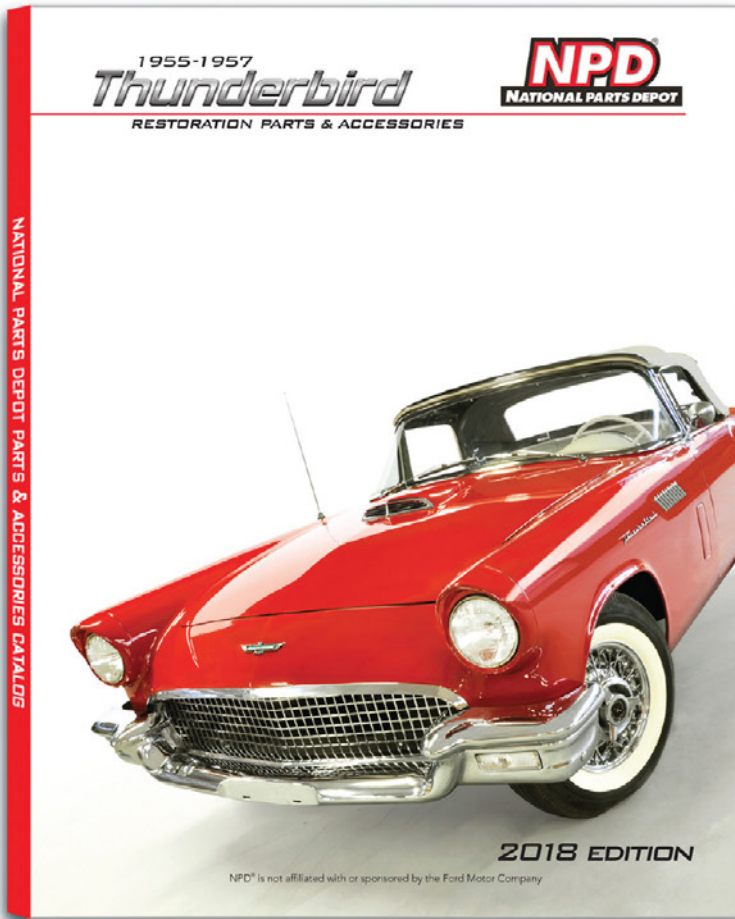 1955-1957
Thunderbird
RESTORATION PARTS & ACCESSORIES
NPD®
NATIONAL PARTS DEPOT
NATIONAL PARTS DEPOT PARTS & ACCESSORIES CATALOG
Thunderbird
2018 EDITION
NPD® is not affiliated with or sponsored by the Ford Motor Company